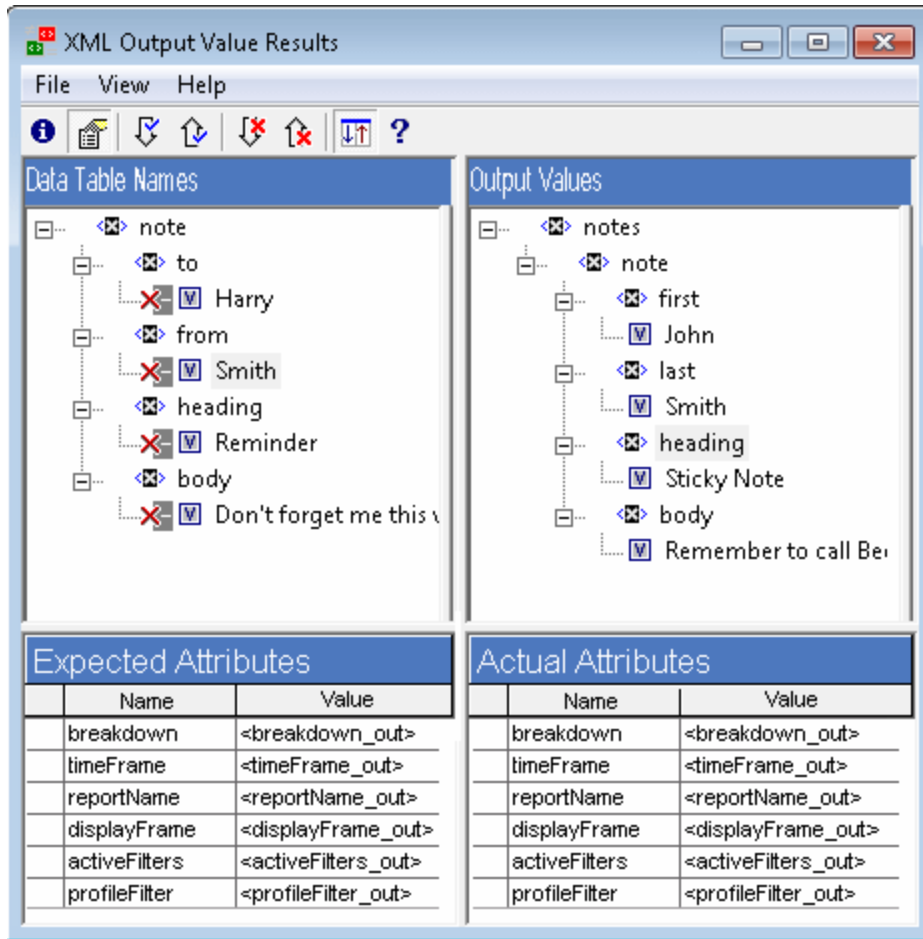 XML Output Value Results
File View Help
Data Table Names
note
to
Harry
from
Smith
heading
Reminder
body
Don't forget me this
Output Values
notes
note
first
John
last
Smith
heading
Sticky Note
body
Remember to call
Expected Attributes
Name Value
breakdown <breakdown_out>
timeFrame <timeFrame_out>
reportName <reportName_out>
displayFrame <displayFrame_out>
activeFilters <activeFilters_out>
profileFilter <profileFilter_out>
Actual Attributes
Name Value
breakdown <breakdown_out>
timeFrame <timeFrame_out>
reportName <reportName_out>
displayFrame <displayFrame_out>
activeFilters <activeFilters_out>
profileFilter <profileFilter_out>